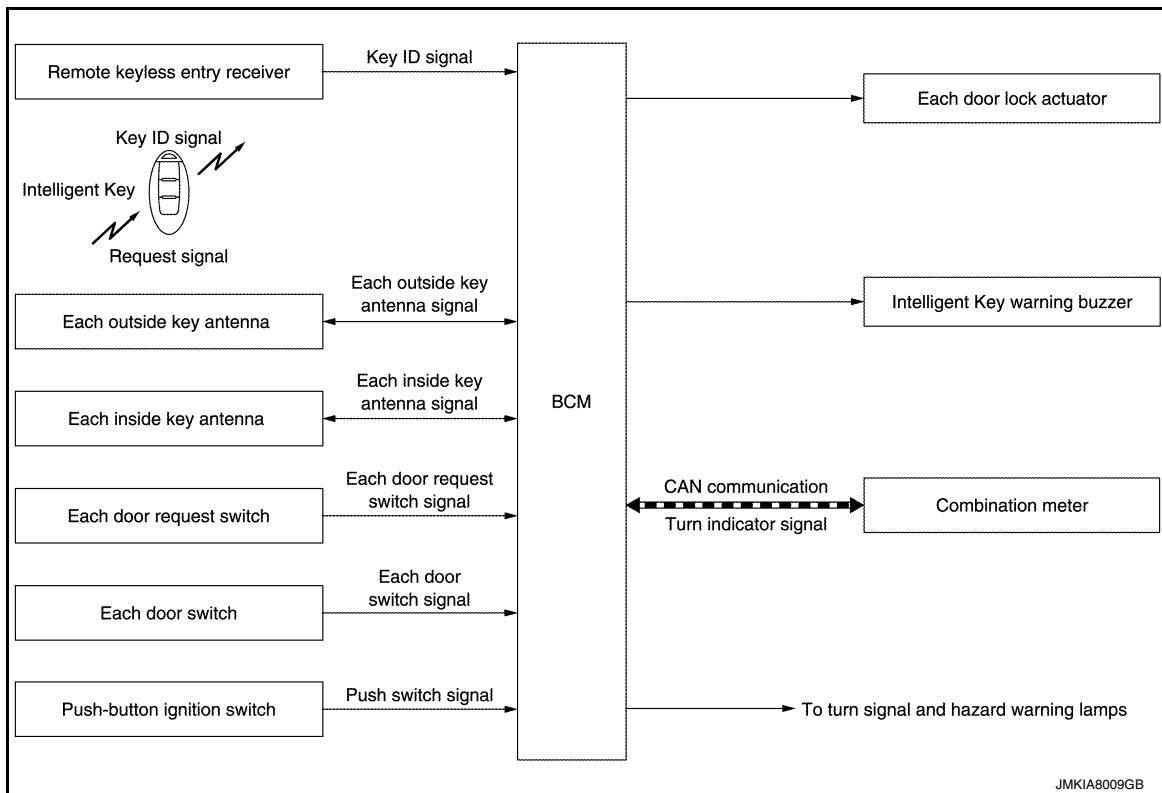 Remote keyless entry receiver
Key ID signal
Key ID signal
Intelligent Key
Request signal
Each outside key antenna
Each outside key
antenna signal
Each inside key antenna
Each inside key
antenna signal
Each door request switch
Each door request
switch signal
Each door switch
Each door
switch signal
Push-button ignition switch
Push switch signal
BCM
Each door lock actuator
Intelligent Key warning buzzer
CAN communication
Turn indicator signal
Combination meter
To turn signal and hazard warning lamps
JMKIA8009GB